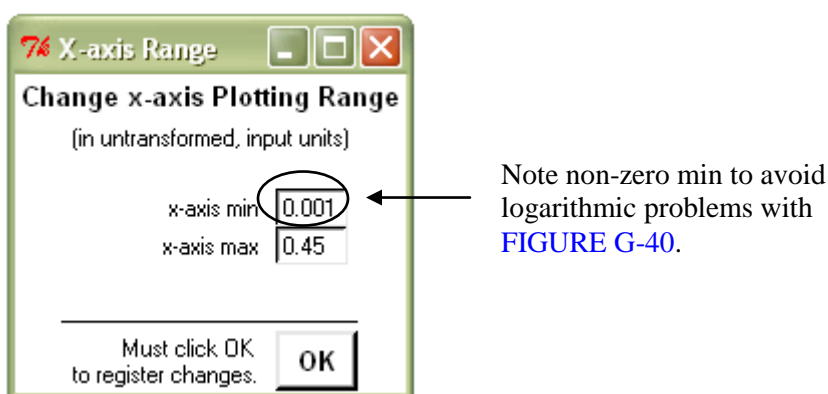 X-axis Range
Change x-axis Plotting Range
(in untransformed, input units)
x-axis min 0.001
x-axis max 0.45
Must click OK
to register changes.
OK
Note non-zero min to avoid
logarithmic problems with
FIGURE G-40.